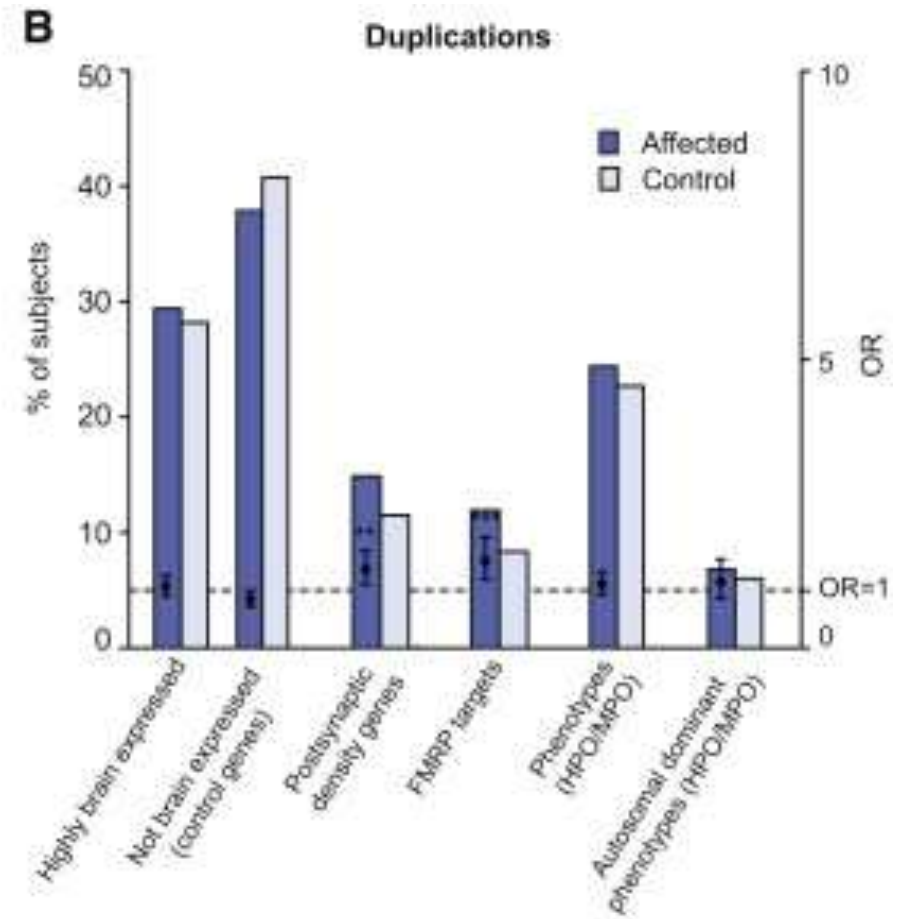 B
Duplications
50
40
30
20
10
0
% of subjects
10
5
OR=1
0
OR
Affected
Control
Highly brain expressed
Not brain expressed
(control genes)
Postsynaptic
density genes
FMRP targets
Phenotypes
(HPO/MPO)
Autosomal dominant
phenotypes (HPO/MPO)